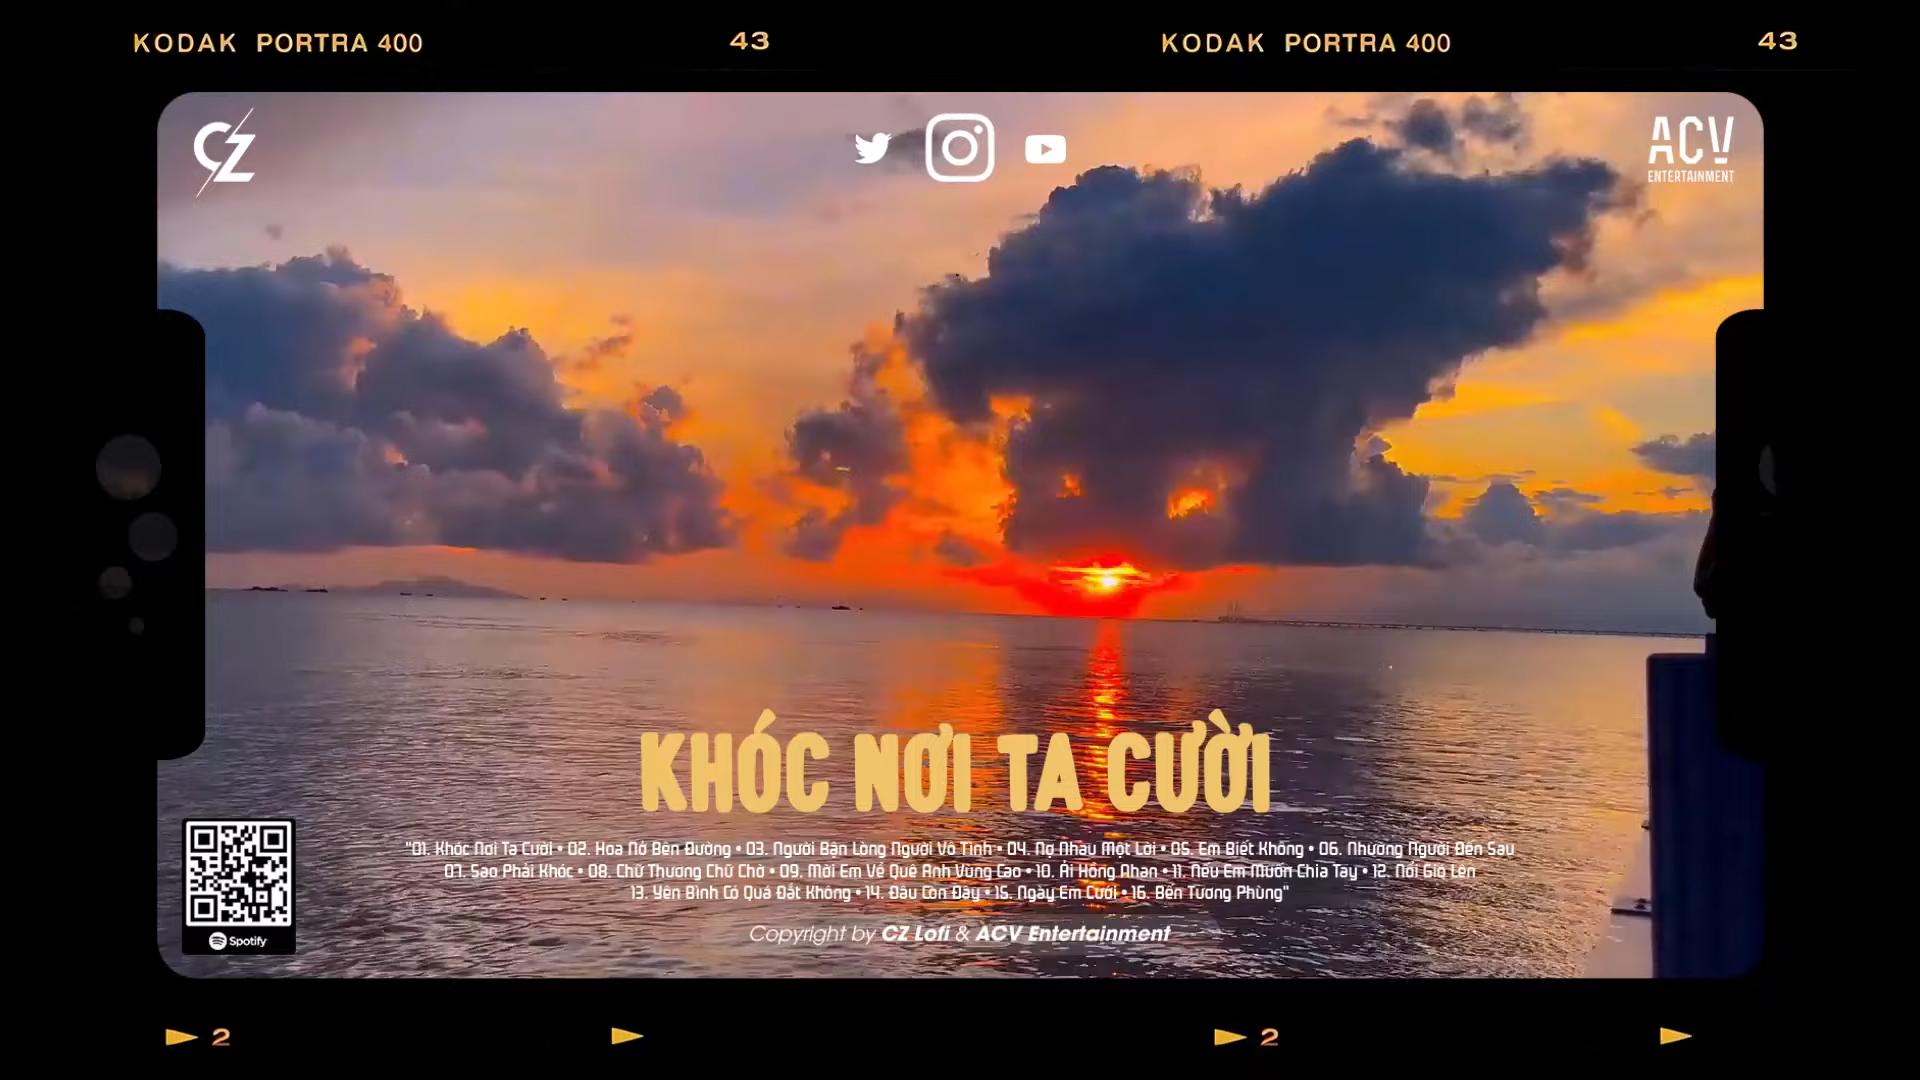 KODAK PORTRA 400 43 KODAK PORTRA 400 43
CZ
ACV
ENTERTAINMENT
KHÓC NƠI TA CƯỜI
"01. Khóc Nơi Ta Cười • 02. Hoa Nở Bên Đường • 03. Người Bận Lòng Người Vô Tình • 04. Nợ Nhau Một Lời • 05. Em Biết Không • 06. Nhường Người Đến Sau
07. Sao Phải Khóc • 08. Chữ Thương Chữ Chờ • 09. Mời Em Về Quê Anh Vùng Cao • 10. Ải Hồng Nhan • 11. Nếu Em Muốn Chia Tay • 12. Nổi Gió Lên
13. Yên Bình Có Quá Đắt Không • 14. Đâu Còn Đây • 15. Ngày Em Cưới • 16. Bến Tương Phùng"
Copyright by CZ Lofi & ACV Entertainment
Spotify
2 2